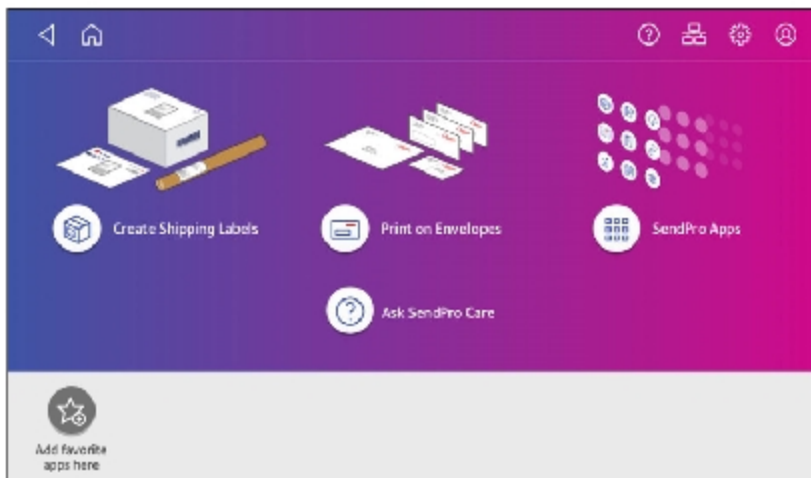 Create Shipping Labels
Print on Envelopes
SendPro Apps
Ask SendPro Care
Add favorite
apps here